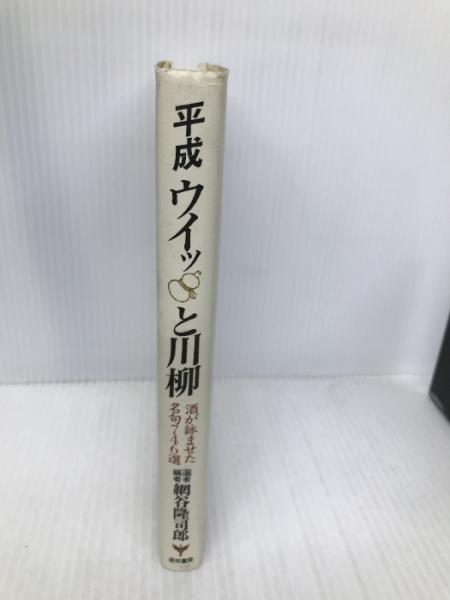 平成 ウイッと川柳
酒が詠ませた
名句746選
選者
編者
網谷隆司郎